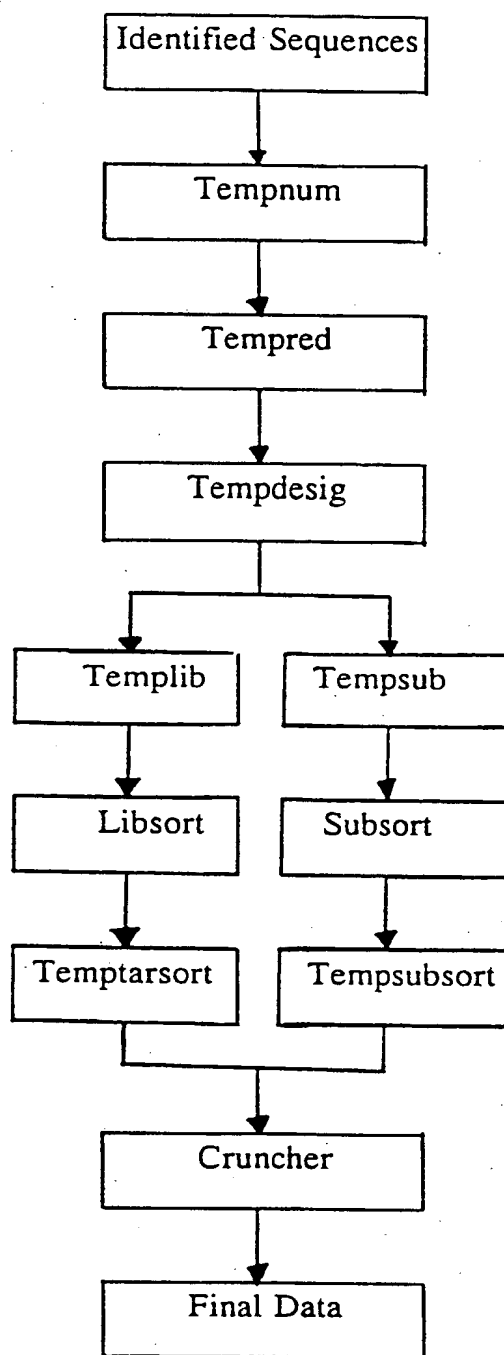 Identified Sequences
Tempnum
Tempred
Tempdesig
Templib
Tempsub
Libsort
Subsort
Temptarsort
Tempsubsort
Cruncher
Final Data